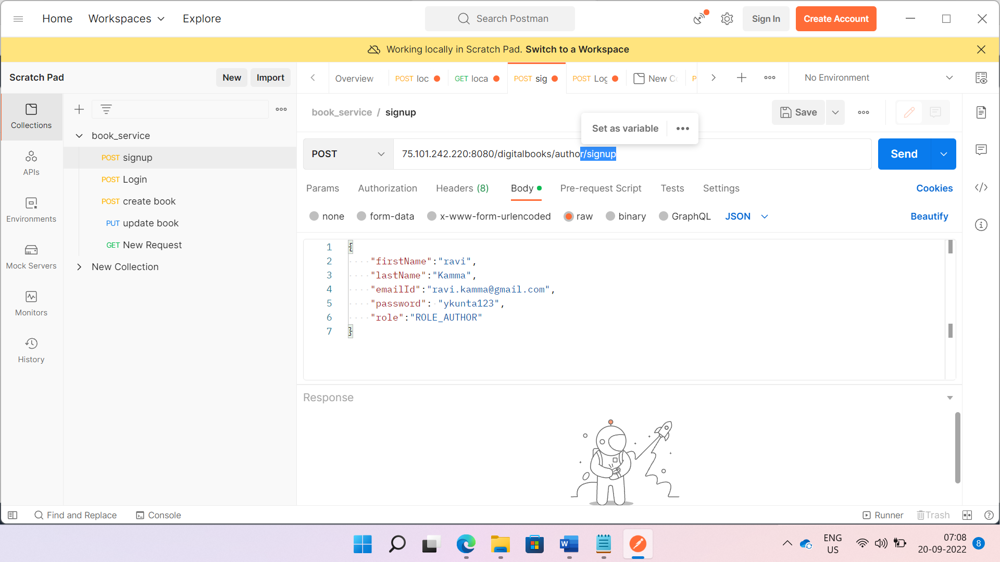 Home Workspaces Explore Search Postman Sign In Create Account
Working locally in Scratch Pad. Switch to a Workspace
Scratch Pad New Import Overview POST loc GET loca POST sig POST Log New Co P No Environment
Collections
APIs
Environments
Mock Servers
Monitors
History
book_service
POST signup
POST Login
POST create book
PUT update book
GET New Request
New Collection
book_service / signup Save
Set as variable
POST 75.101.242.220:8080/digitalbooks/author/signup Send
Params Authorization Headers (8) Body Pre-request Script Tests Settings Cookies
none form-data x-www-form-urlencoded raw binary GraphQL JSON Beautify
1 {
2 "firstName":"ravi",
3 "lastName":"Kamma",
4 "emailId":"ravi.kamma@gmail.com",
5 "password": "ykunta123",
6 "role":"ROLE_AUTHOR"
7 }
Response
Find and Replace Console Runner Trash
ENG
US
07:08
20-09-2022
8